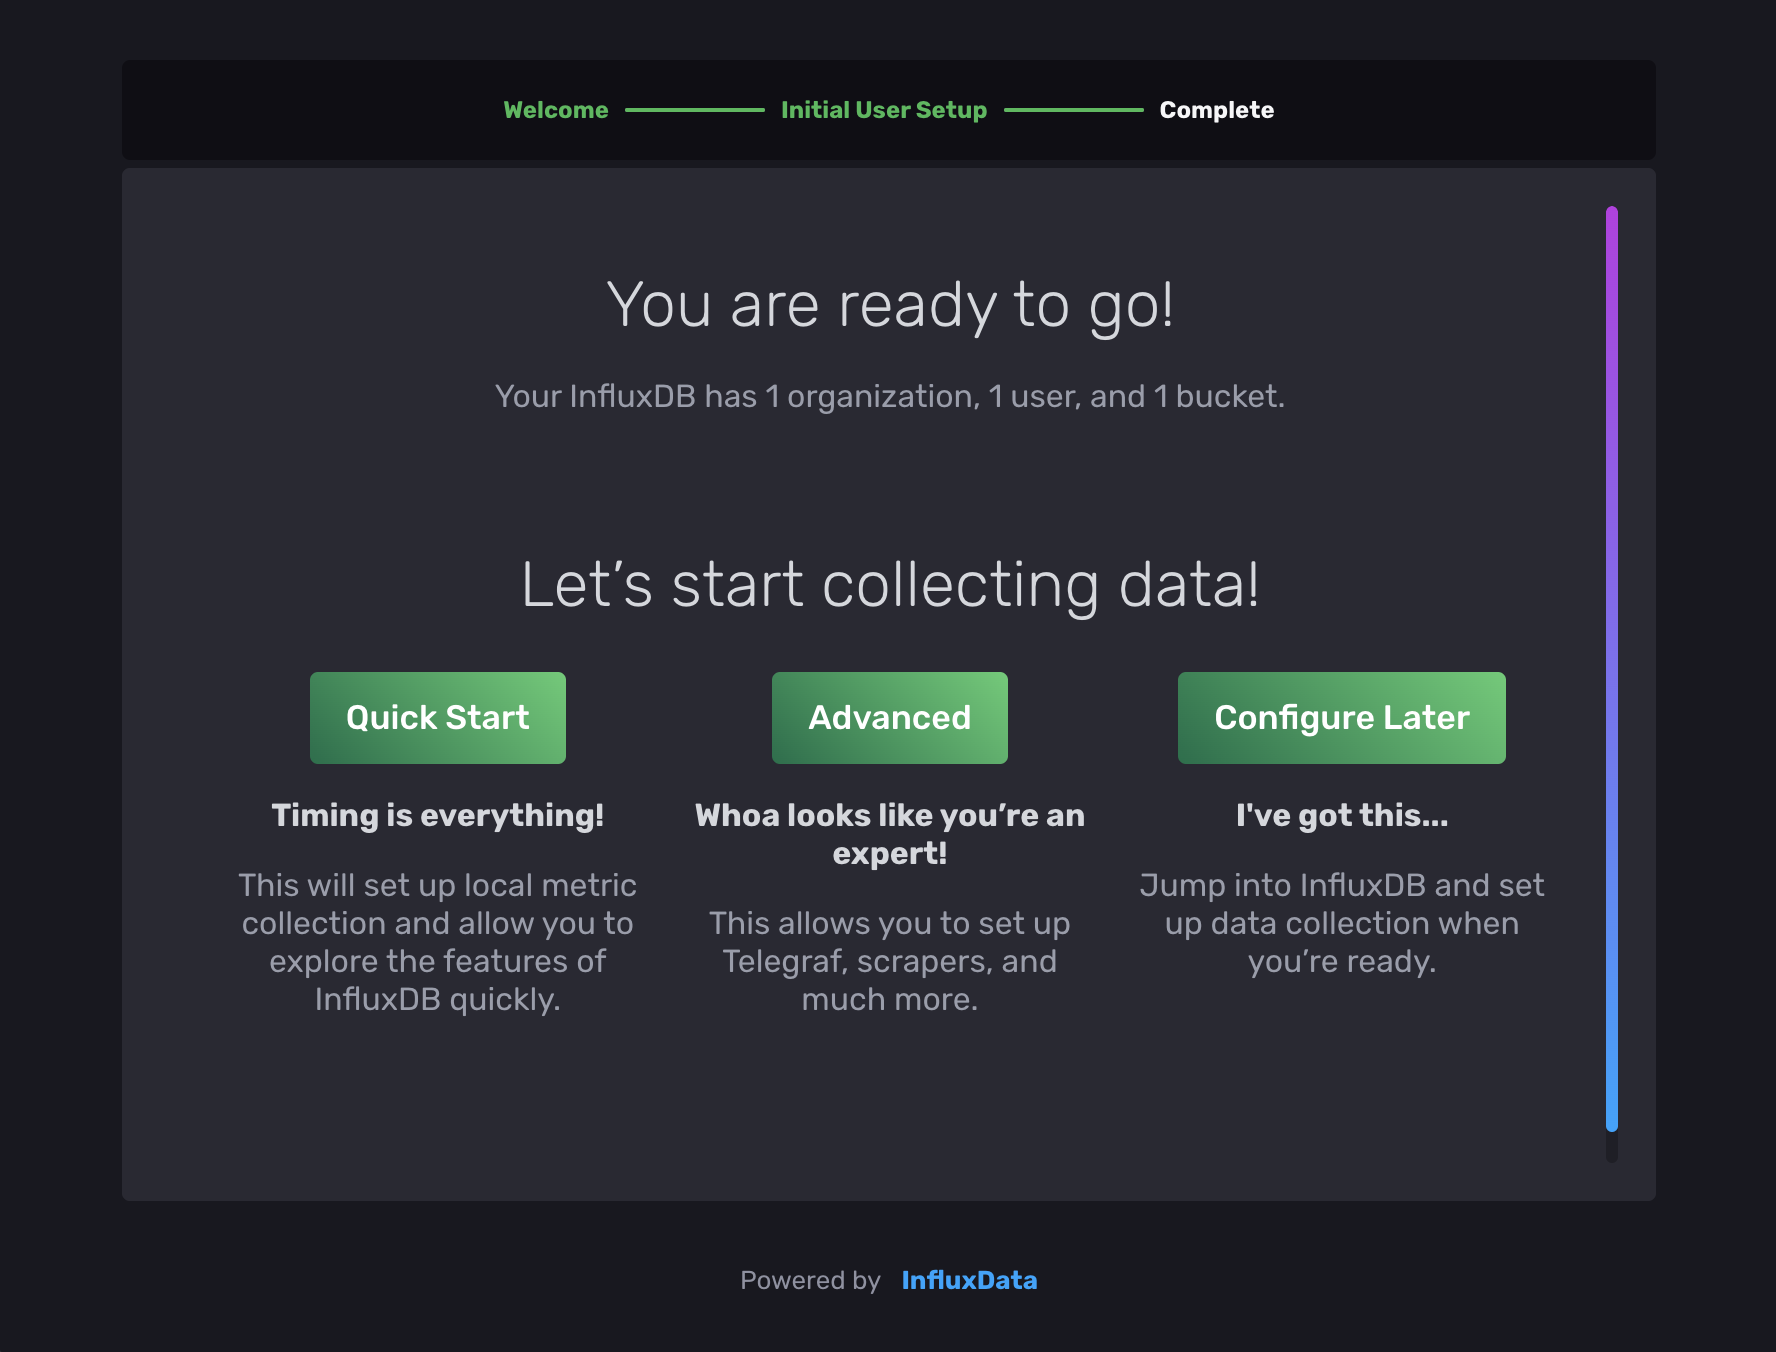 Welcome
Initial User Setup
Complete
You are ready to go!
Your InfluxDB has 1 organization, 1 user, and 1 bucket.
Let’s start collecting data!
Quick Start
Timing is everything!
This will set up local metric
collection and allow you to
explore the features of
InfluxDB quickly.
Advanced
Whoa looks like you’re an
expert!
This allows you to set up
Telegraf, scrapers, and
much more.
Configure Later
I've got this...
Jump into InfluxDB and set
up data collection when
you’re ready.
Powered by InfluxData